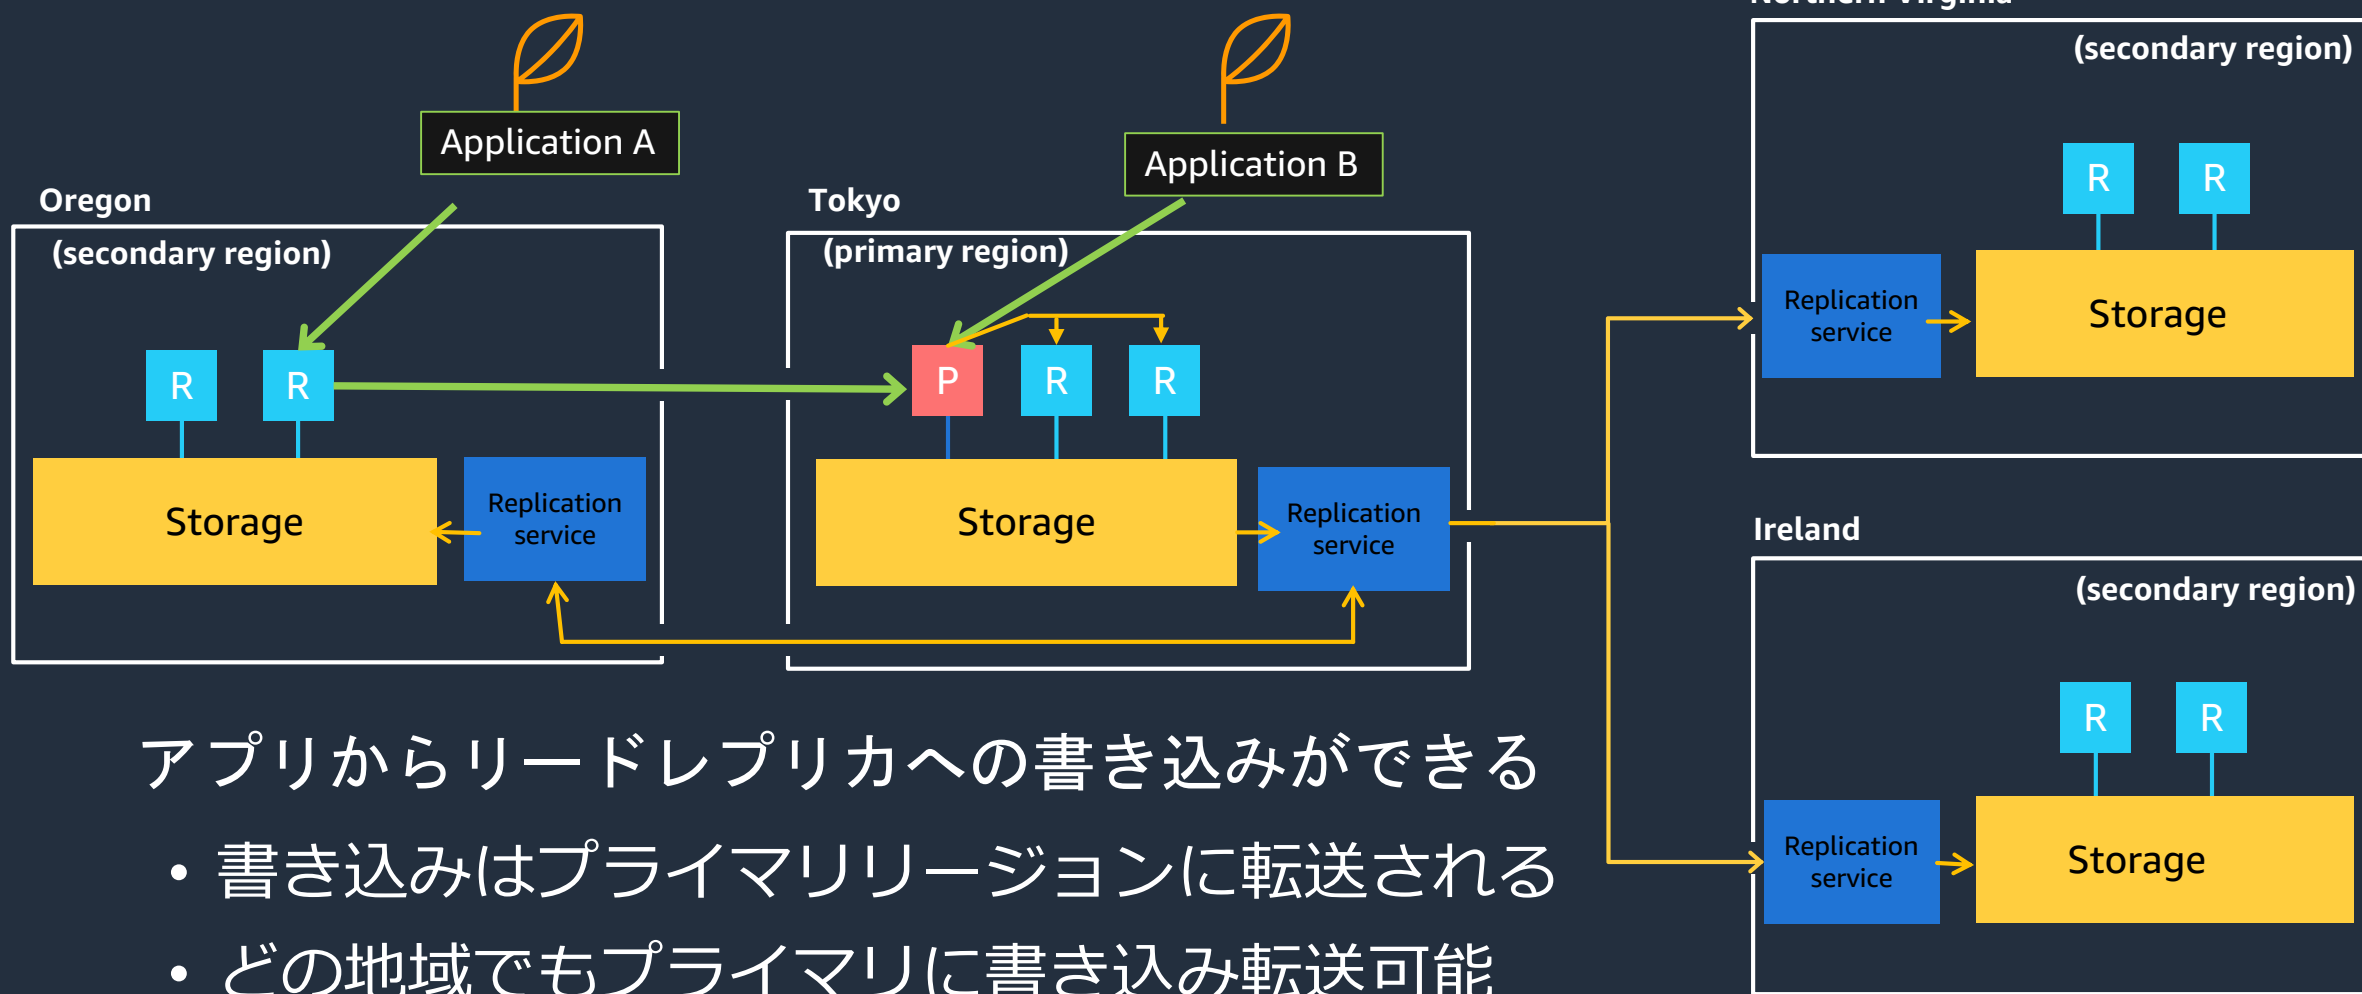 Northern Virginia
(secondary region)
Application A
Application B
Oregon
(secondary region)
Tokyo
(primary region)
R
R
R
R
P
R
R
Replication
service
Storage
Storage
Replication
service
Storage
Replication
service
Ireland
(secondary region)
R
R
Replication
service
Storage
アプリからリードレプリカへの書き込みができる
• 書き込みはプライマリリージョンに転送される
• どの地域でもプライマリに書き込み転送可能